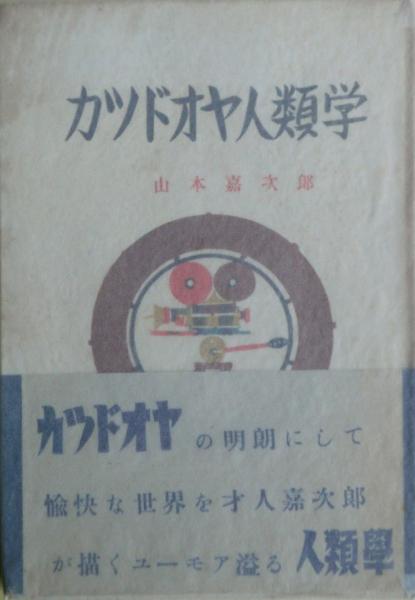 カツドオヤ人類学
山本嘉次郎
カツドオヤの明朗にして
愉快な世界を才人嘉次郎
が描くユーモア溢る人類學